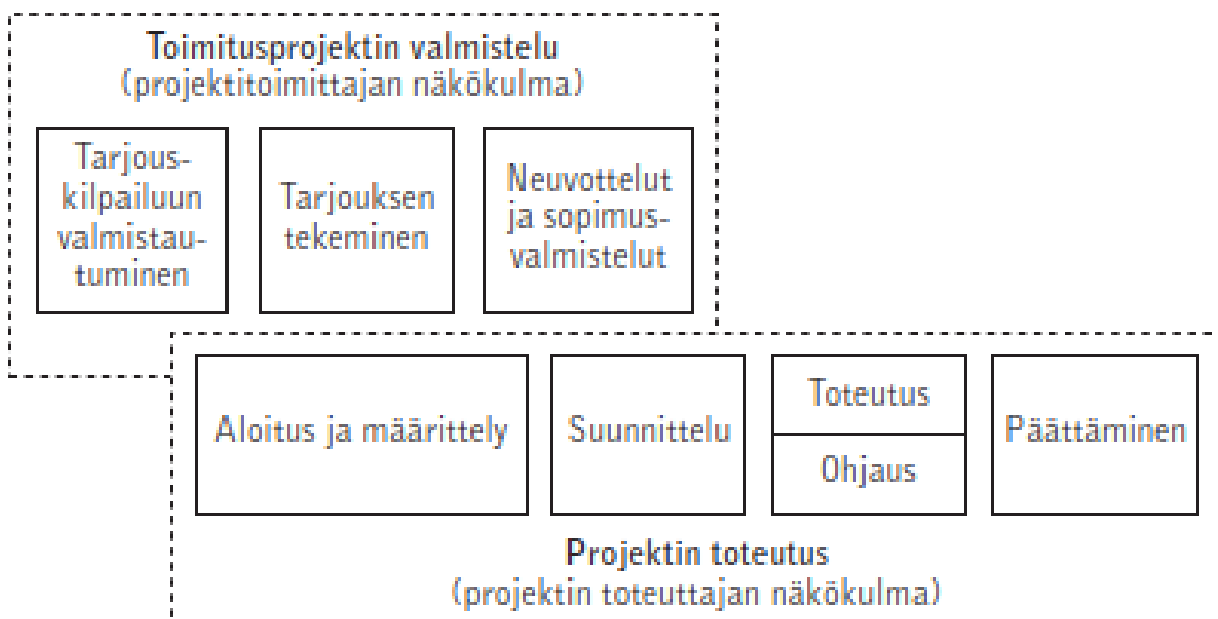 Toimitusprojektin valmistelu
(projektitoimittajan näkökulma)
Tarjous-
kilpailuun
valmistau-
tuminen
Tarjouksen
tekeminen
Neuvottelut
ja sopimus-
valmistelut
Aloitus ja määrittely
Suunnittelu
Toteutus
Ohjaus
Päättäminen
Projektin toteutus
(projektin toteuttajan näkökulma)